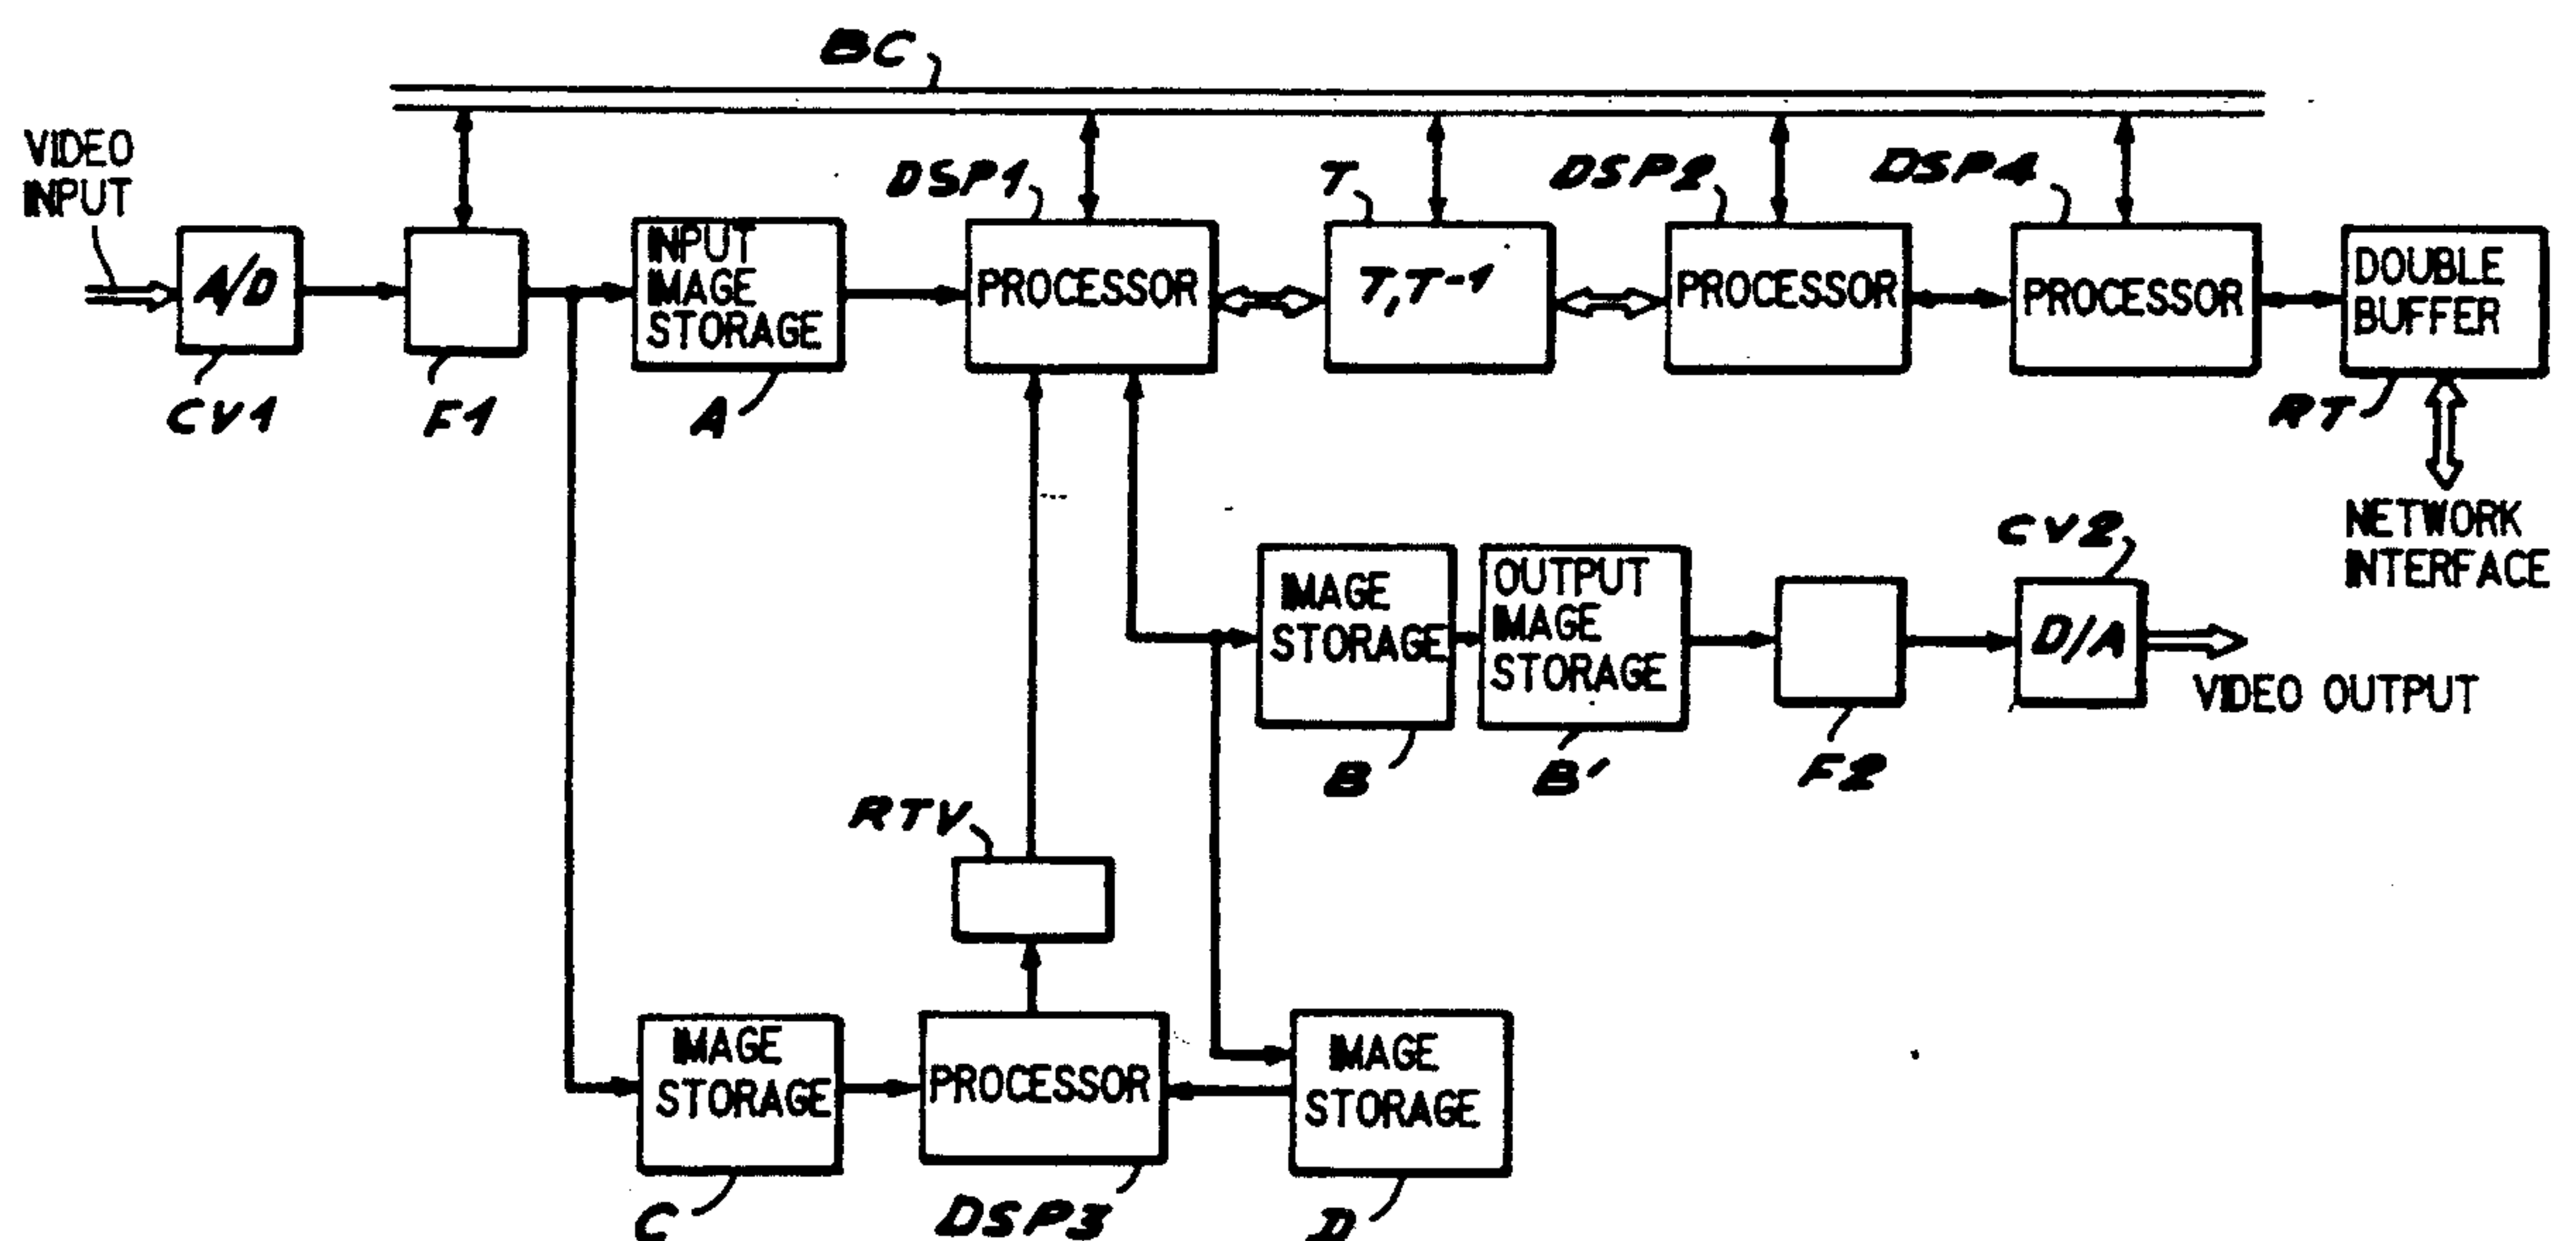 BC
VIDEO
INPUT
DSP1
T
DSP2
DSP4
A/D
INPUT
IMAGE
STORAGE
PROCESSOR
T,T-1
PROCESSOR
PROCESSOR
DOUBLE
BUFFER
CV1
F1
A
RT
NETWORK
INTERFACE
CV2
IMAGE
STORAGE
OUTPUT
IMAGE
STORAGE
D/A
VIDEO OUTPUT
B
B'
F2
RTV
IMAGE
STORAGE
PROCESSOR
IMAGE
STORAGE
C
DSP3
D